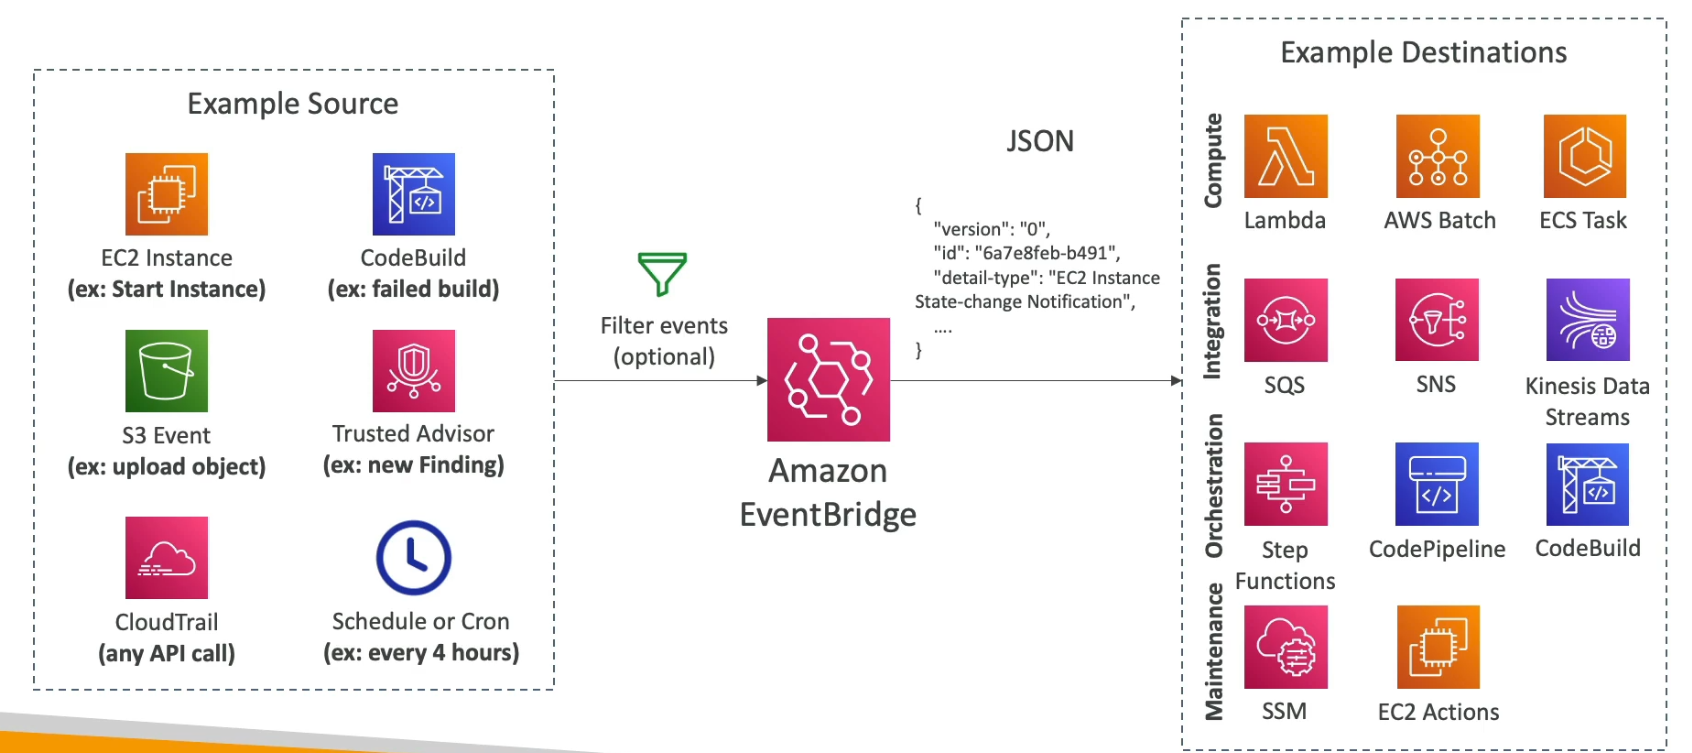 Example Source
EC2 Instance
(ex: Start Instance)
CodeBuild
(ex: failed build)
S3 Event
(ex: upload object)
Trusted Advisor
(ex: new Finding)
CloudTrail
(any API call)
Schedule or Cron
(ex: every 4 hours)
Filter events
(optional)
Amazon
EventBridge
JSON
{
"version": "0",
"id": "6a7e8feb-b491",
"detail-type": "EC2 Instance
State-change Notification",
....
}
Example Destinations
Compute
Lambda
AWS Batch
ECS Task
Integration
SQS
SNS
Kinesis Data
Streams
Orchestration
Step
Functions
CodePipeline
CodeBuild
Maintenance
SSM
EC2 Actions